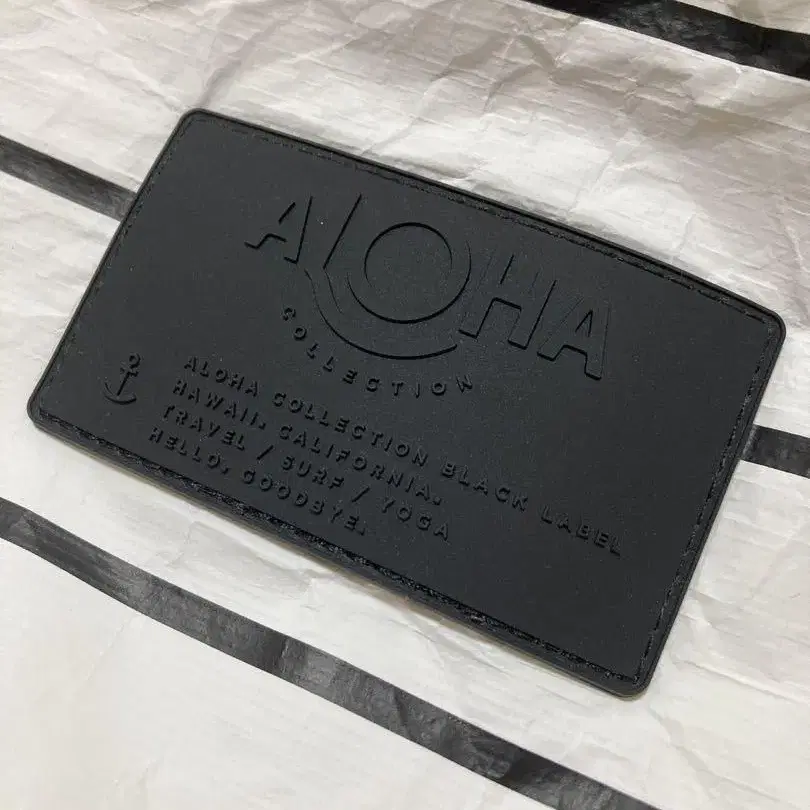 ALOHA
COLLECTION
ALOHA COLLECTION BLACK LABEL
HAWAII. CALIFORNIA.
TRAVEL / SURF / YOGA
HELLO. GOODBYE.